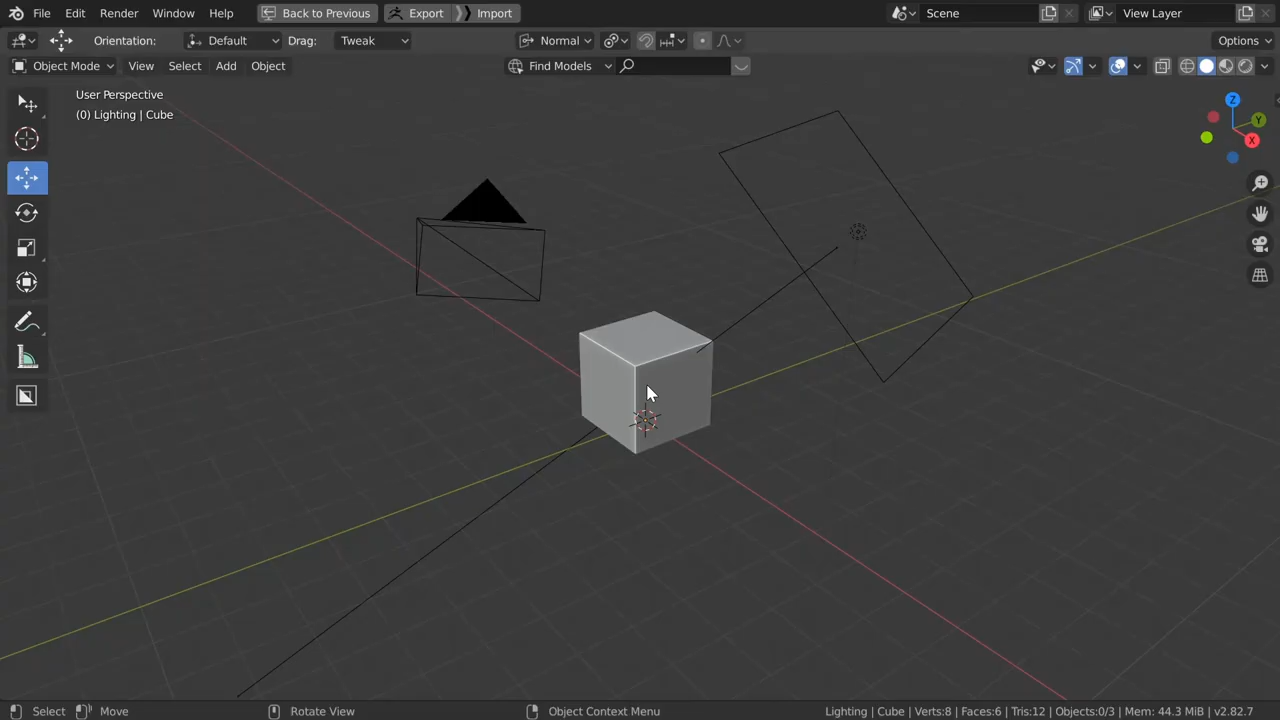 File Edit Render Window Help Back to Previous Export Import Scene View Layer
Orientation: Default Drag: Tweak Normal Options
Object Mode View Select Add Object Find Models
User Perspective
(0) Lighting | Cube
Z
Y
X
Select Move Rotate View Object Context Menu Lighting | Cube | Verts:8 | Faces:6 | Tris:12 | Objects:0/3 | Mem: 44.3 MiB | v2.82.7